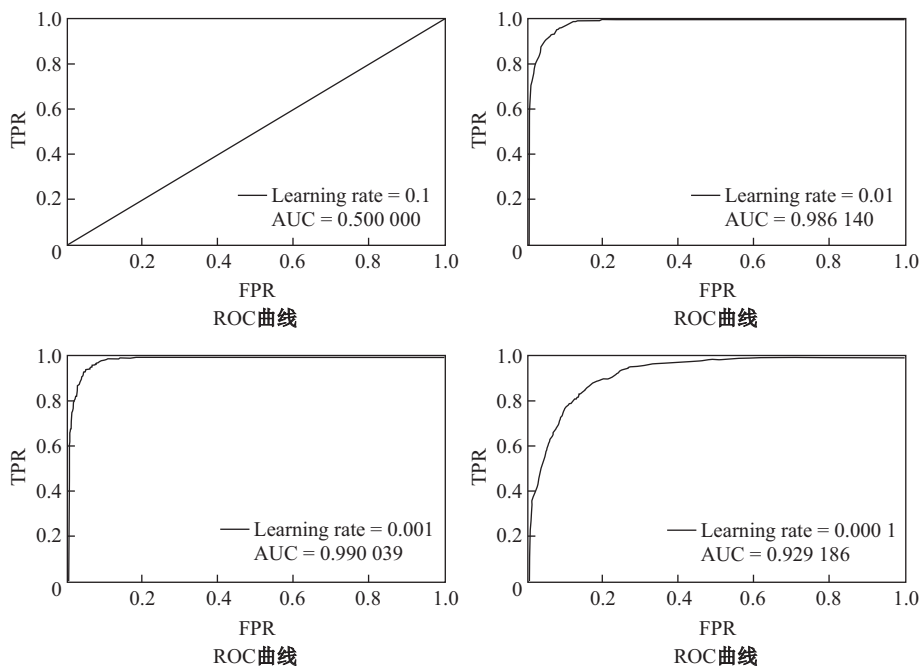 1.0
0.8
0.6
0.4
0.2
0
TPR
Learning rate = 0.1
AUC = 0.500 000
0.2 0.4 0.6 0.8 1.0
FPR
ROC曲线
1.0
0.8
0.6
0.4
0.2
0
TPR
Learning rate = 0.01
AUC = 0.986 140
0.2 0.4 0.6 0.8 1.0
FPR
ROC曲线
1.0
0.8
0.6
0.4
0.2
0
TPR
Learning rate = 0.001
AUC = 0.990 039
0.2 0.4 0.6 0.8 1.0
FPR
ROC曲线
1.0
0.8
0.6
0.4
0.2
0
TPR
Learning rate = 0.000 1
AUC = 0.929 186
0.2 0.4 0.6 0.8 1.0
FPR
ROC曲线